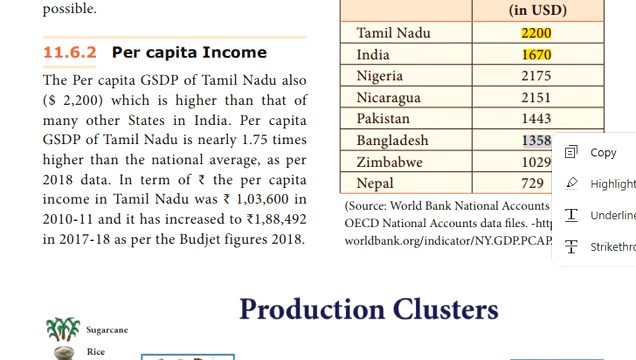 possible.
11.6.2 Per capita Income
The Per capita GSDP of Tamil Nadu also
($ 2,200) which is higher than that of
many other States in India. Per capita
GSDP of Tamil Nadu is nearly 1.75 times
higher than the national average, as per
2018 data. In term of ₹ the per capita
income in Tamil Nadu was ₹ 1,03,600 in
2010-11 and it has increased to ₹1,88,492
in 2017-18 as per the Budjet figures 2018.
(in USD)
Tamil Nadu 2200
India 1670
Nigeria 2175
Nicaragua 2151
Pakistan 1443
Bangladesh 1358
Zimbabwe 1029
Nepal 729
(Source: World Bank National Accounts
OECD National Accounts data files. -http
worldbank.org/indicator/NY.GDP.PCAP.
Copy
Highlight
Underline
Strikethro
Production Clusters
Sugarcane
Rice